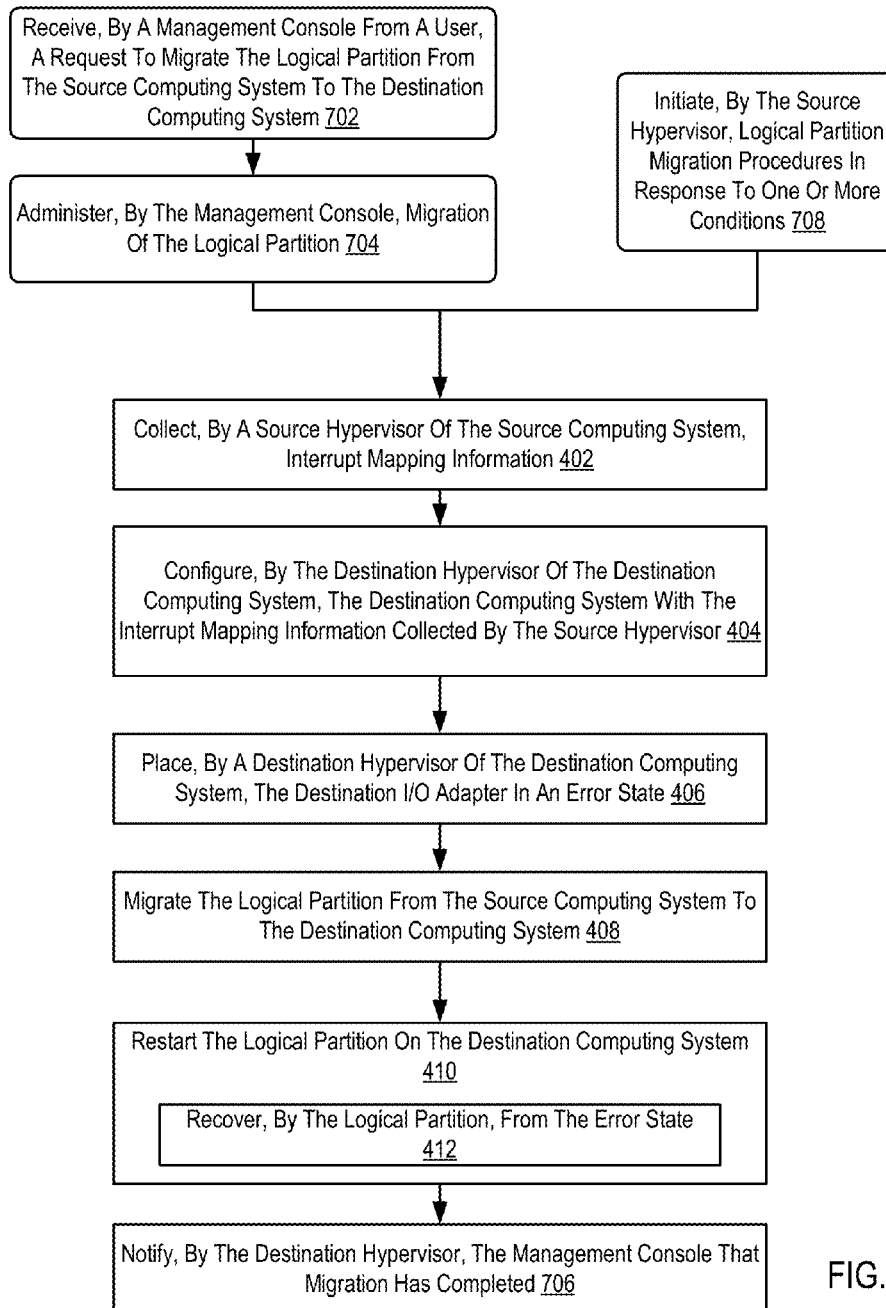 Receive, By A Management Console From A User,
A Request To Migrate The Logical Partition From
The Source Computing System To The Destination
Computing System 702
Administer, By The Management Console, Migration
Of The Logical Partition 704
Initiate, By The Source
Hypervisor, Logical Partition
Migration Procedures In
Response To One Or More
Conditions 708
Collect, By A Source Hypervisor Of The Source Computing System,
Interrupt Mapping Information 402
Configure, By The Destination Hypervisor Of The Destination
Computing System, The Destination Computing System With The
Interrupt Mapping Information Collected By The Source Hypervisor 404
Place, By A Destination Hypervisor Of The Destination Computing
System, The Destination I/O Adapter In An Error State 406
Migrate The Logical Partition From The Source Computing System To
The Destination Computing System 408
Restart The Logical Partition On The Destination Computing System
410
Recover, By The Logical Partition, From The Error State
412
Notify, By The Destination Hypervisor, The Management Console That
Migration Has Completed 706
FIG.